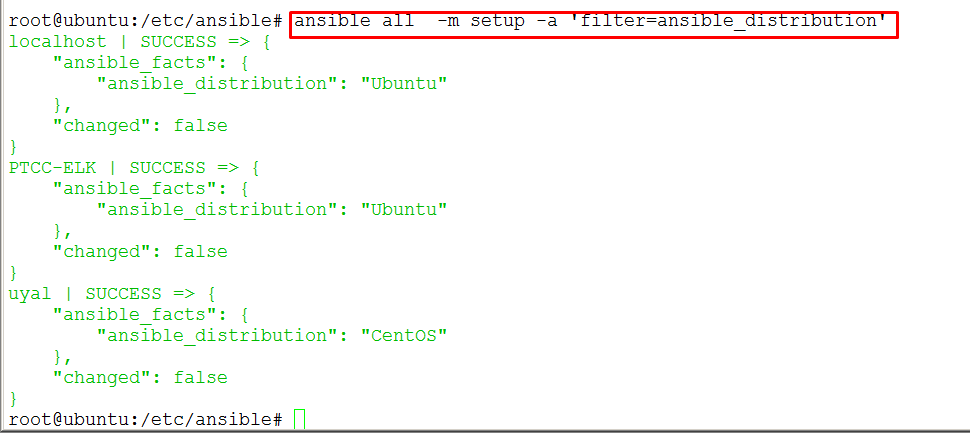 root@ubuntu:/etc/ansible# ansible all  -m setup -a 'filter=ansible_distribution'
localhost | SUCCESS => {
    "ansible_facts": {
        "ansible_distribution": "Ubuntu"
    },
    "changed": false
}
PTCC-ELK | SUCCESS => {
    "ansible_facts": {
        "ansible_distribution": "Ubuntu"
    },
    "changed": false
}
uyal | SUCCESS => {
    "ansible_facts": {
        "ansible_distribution": "CentOS"
    },
    "changed": false
}
root@ubuntu:/etc/ansible#